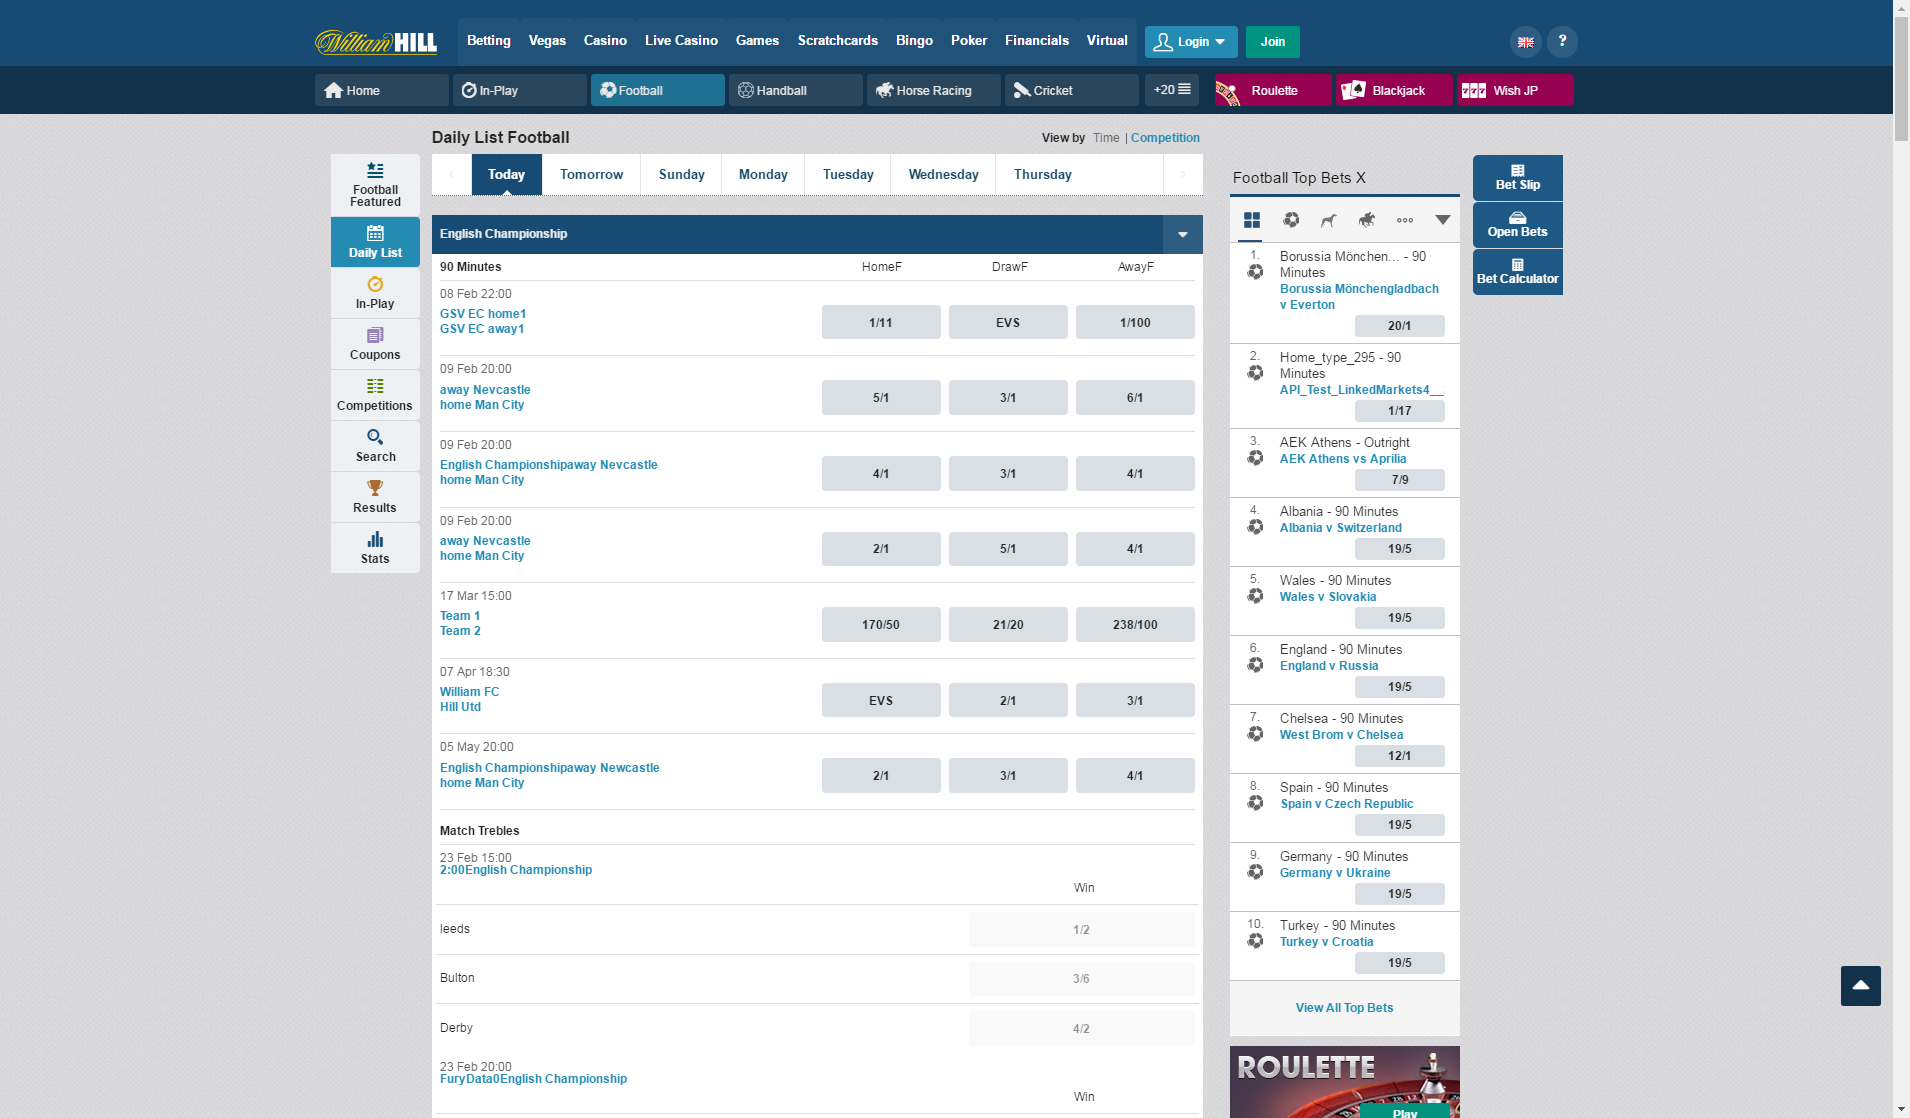 William HILL
Betting Vegas Casino Live Casino Games Scratchcards Bingo Poker Financials Virtual Login Join ?
Home In-Play Football Handball Horse Racing Cricket +20 Roulette Blackjack 777 Wish JP
Daily List Football
View by Time | Competition
Today Tomorrow Sunday Monday Tuesday Wednesday Thursday
Football
Featured
Daily List
In-Play
Coupons
Competitions
Search
Results
Stats
English Championship
90 Minutes HomeF DrawF AwayF
08 Feb 22:00
GSV EC home1
GSV EC away1
1/11 EVS 1/100
09 Feb 20:00
away Nevcastle
home Man City
5/1 3/1 6/1
09 Feb 20:00
English Championshipaway Nevcastle
home Man City
4/1 3/1 4/1
09 Feb 20:00
away Nevcastle
home Man City
2/1 5/1 4/1
17 Mar 15:00
Team 1
Team 2
170/50 21/20 238/100
07 Apr 18:30
William FC
Hill Utd
EVS 2/1 3/1
05 May 20:00
English Championshipaway Newcastle
home Man City
2/1 3/1 4/1
Match Trebles
23 Feb 15:00
2:00English Championship
Win
leeds 1/2
Bulton 3/6
Derby 4/2
23 Feb 20:00
FuryData0English Championship
Win
Football Top Bets X
1. Borussia Mönchen... - 90
Minutes
Borussia Mönchengladbach
v Everton
20/1
2. Home_type_295 - 90
Minutes
API_Test_LinkedMarkets4__
1/17
3. AEK Athens - Outright
AEK Athens vs Aprilia
7/9
4. Albania - 90 Minutes
Albania v Switzerland
19/5
5. Wales - 90 Minutes
Wales v Slovakia
19/5
6. England - 90 Minutes
England v Russia
19/5
7. Chelsea - 90 Minutes
West Brom v Chelsea
12/1
8. Spain - 90 Minutes
Spain v Czech Republic
19/5
9. Germany - 90 Minutes
Germany v Ukraine
19/5
10. Turkey - 90 Minutes
Turkey v Croatia
19/5
View All Top Bets
ROULETTE
Play
Bet Slip
Open Bets
Bet Calculator